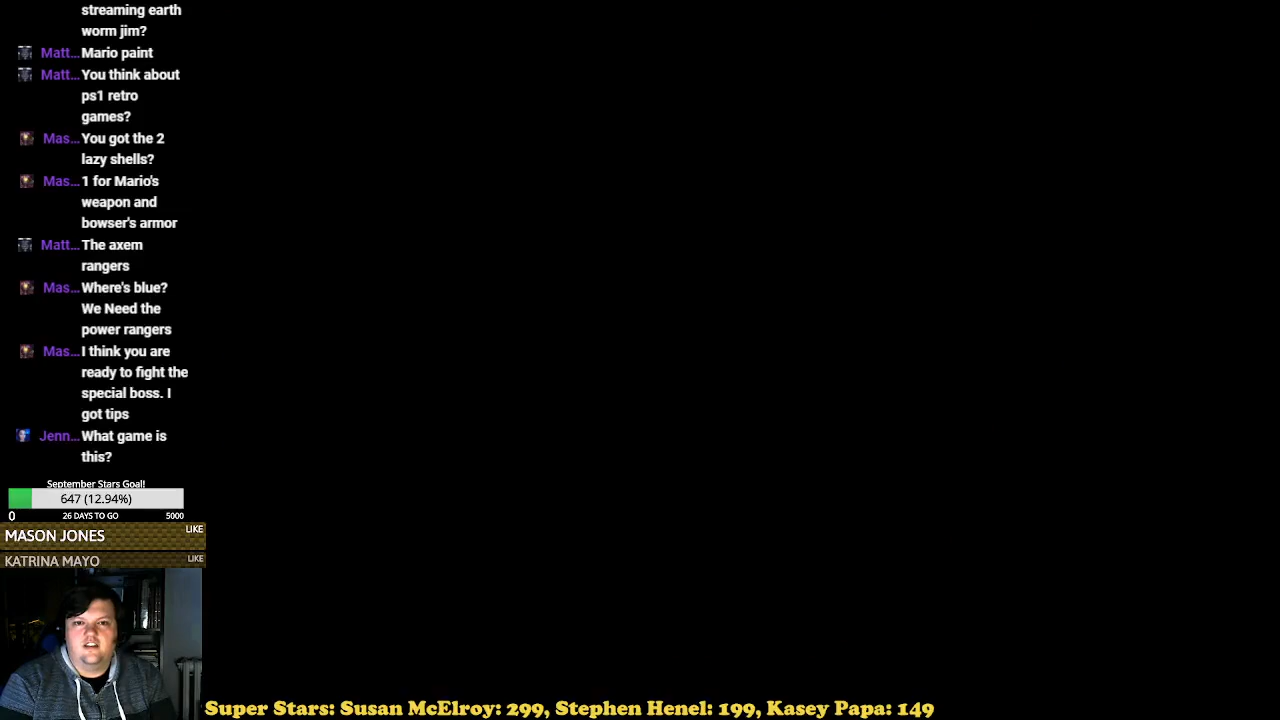 streaming earth
worm jim?
Matt... Mario paint
Matt... You think about
ps1 retro
games?
Mas... You got the 2
lazy shells?
Mas... 1 for Mario's
weapon and
bowser's armor
Matt... The axem
rangers
Mas... Where's blue?
We Need the
power rangers
Mas... I think you are
ready to fight the
special boss. I
got tips
Jenn... What game is
this?
September Stars Goal!
647 (12.94%)
0 26 DAYS TO GO 5000
MASON JONES LIKE
KATRINA MAYO LIKE
Super Stars: Susan McElroy: 299, Stephen Henel: 199, Kasey Papa: 149